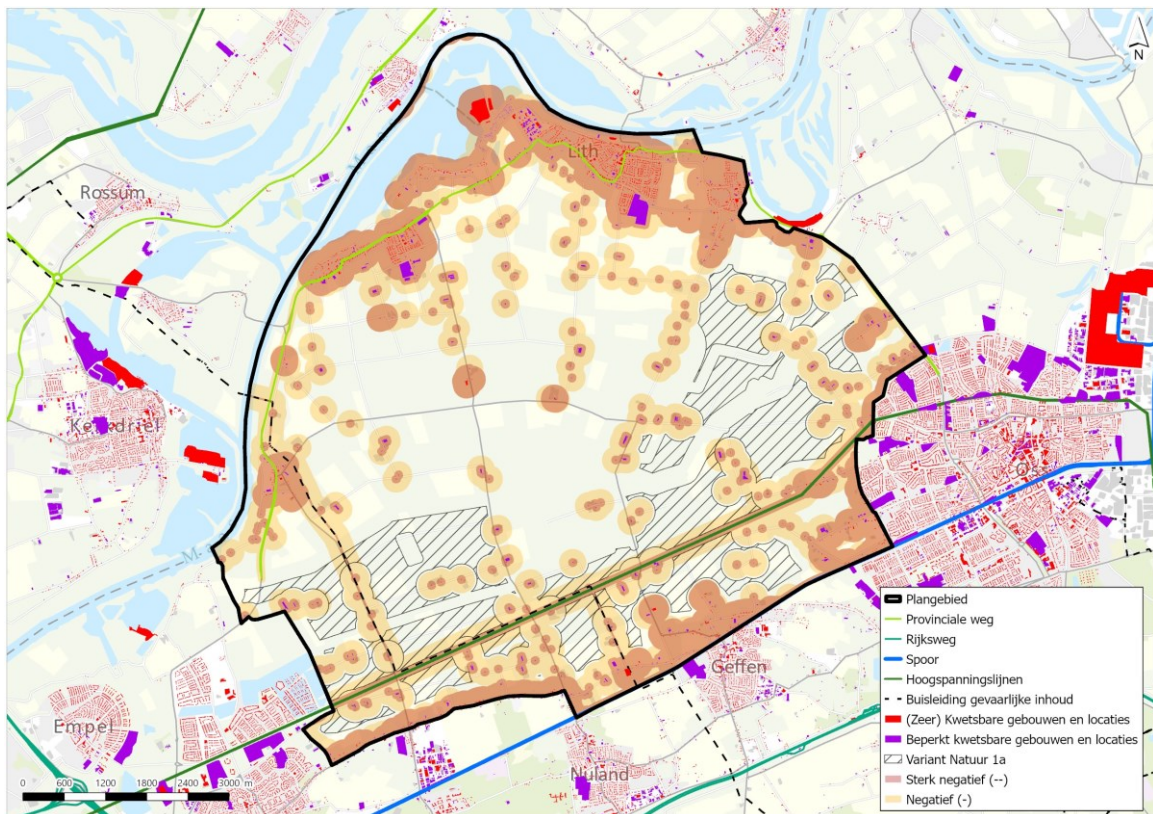 N
Lith
Rossum
Kerkdriel
Oss
M
Geffen
Empel
Nuland
0 600 1200 1800 2400 3000 m
Plangebied
Provinciale weg
Rijksweg
Spoor
Hoogspanningslijnen
Buisleiding gevaarlijke inhoud
(Zeer) Kwetsbare gebouwen en locaties
Beperkt kwetsbare gebouwen en locaties
Variant Natuur 1a
Sterk negatief (--)
Negatief (-)